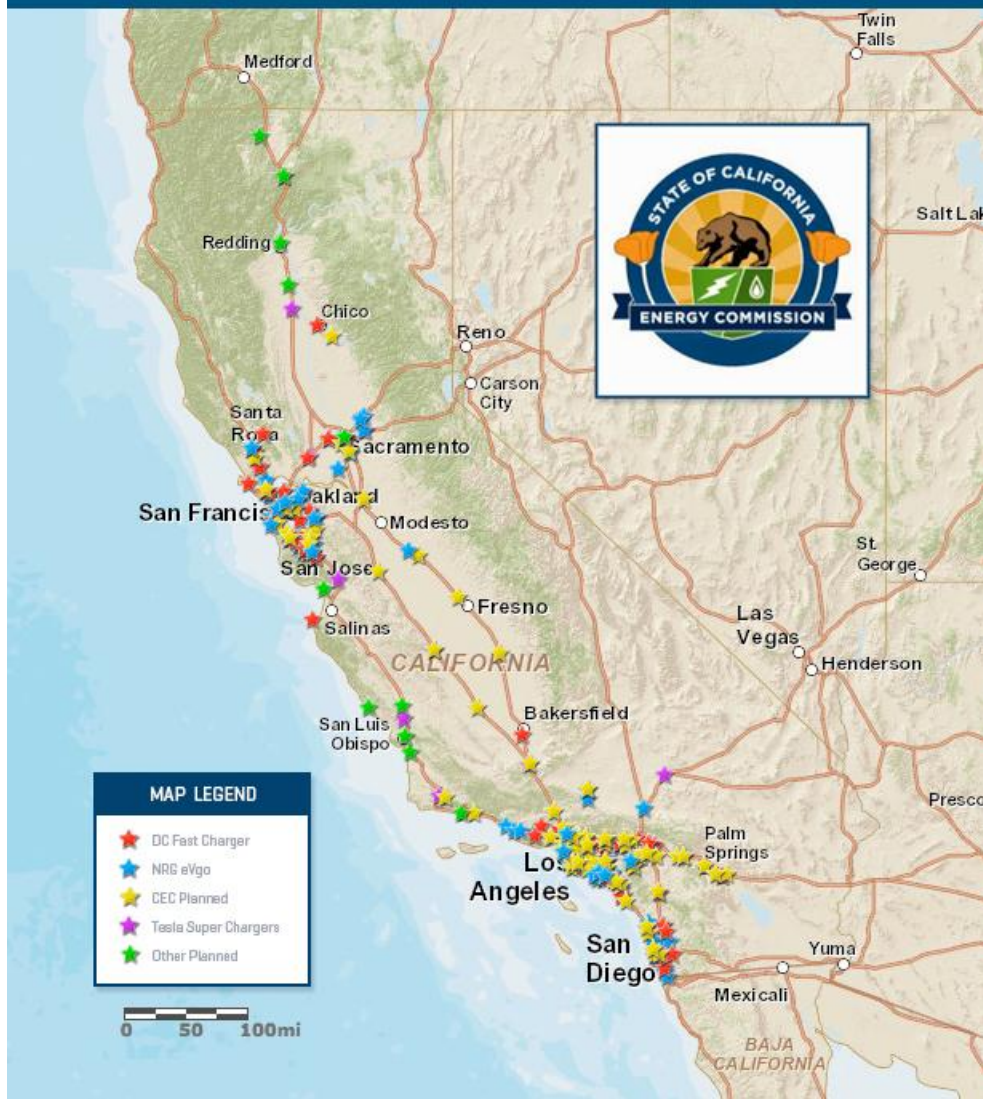 Twin
Falls
Medford
STATE OF CALIFORNIA
ENERGY COMMISSION
Salt Lak
Redding
Chico
Reno
Carson
City
Santa
Rosa
Sacramento
Oakland
San Francis
Modesto
San Jose
St.
George
Fresno
Salinas
Las
Vegas
Henderson
CALIFORNIA
San Luis
Obispo
Bakersfield
MAP LEGEND
DC Fast Charger
NRG eVgo
CEC Planned
Tesla Super Chargers
Other Planned
Presco
Palm
Springs
Los
Angeles
San
Diego
Yuma
Mexicali
0 50 100mi
BAJA
CALIFORNIA